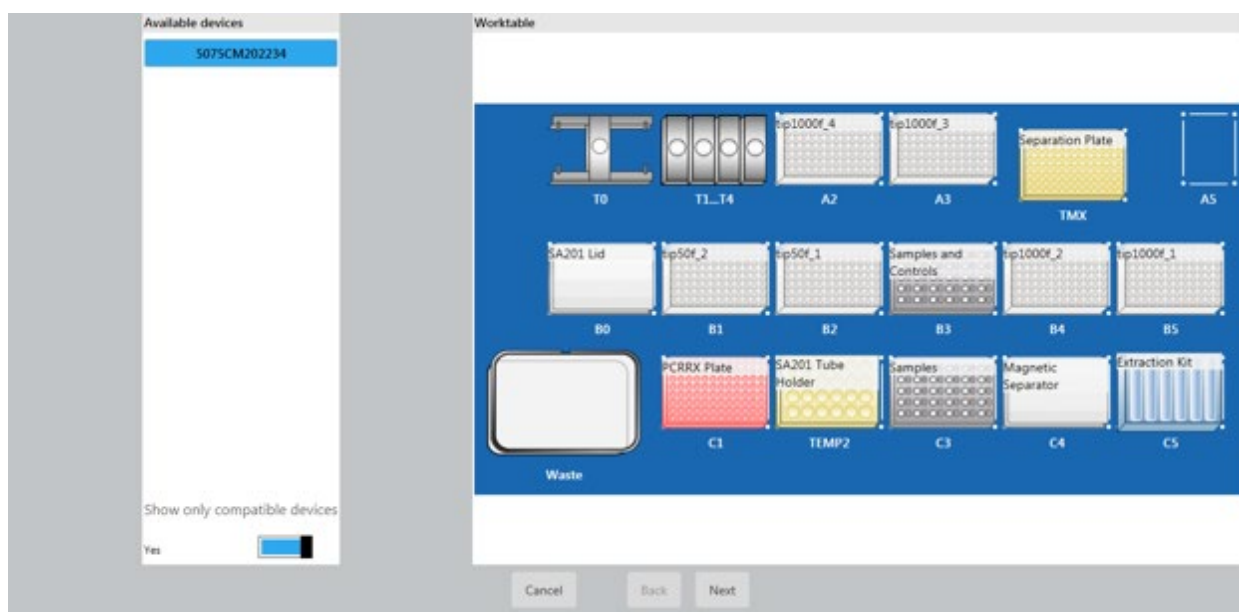 Available devices
Worktable
5075CM202234
tip1000f_4
tip1000f_3
Separation Plate
T0
T1...T4
A2
A3
TMX
A5
SA201 Lid
tip50f_2
tip50f_1
Samples and
Controls
tip1000f_2
tip1000f_1
B0
B1
B2
B3
B4
B5
PCRRX Plate
SA201 Tube
Holder
Samples
Magnetic
Separator
Extraction Kit
C1
TEMP2
C3
C4
C5
Waste
Show only compatible devices
Yes
Cancel
Back
Next